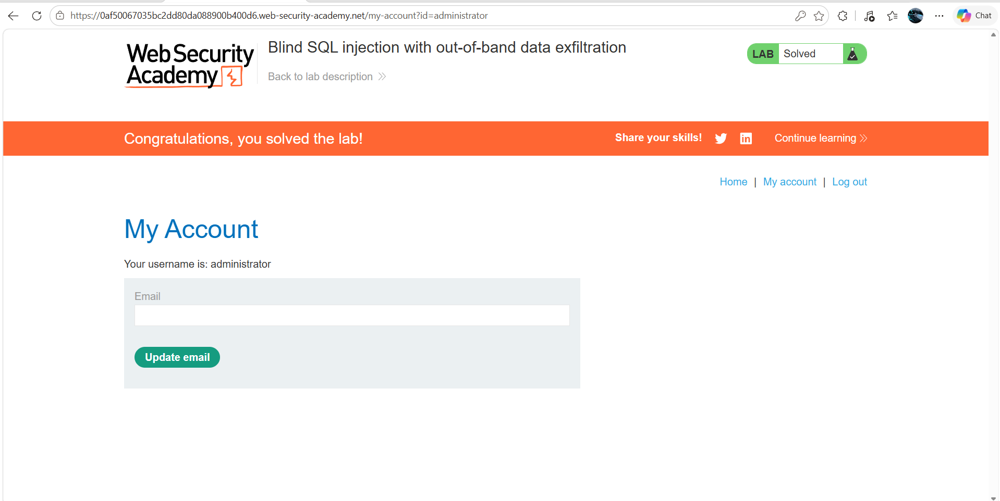 https://0af50067035bc2dd80da088900b400d6.web-security-academy.net/my-account?id=administrator
Chat
Web Security
Academy
Blind SQL injection with out-of-band data exfiltration
Back to lab description
LAB Solved
Congratulations, you solved the lab!
Share your skills!
Continue learning
Home | My account | Log out
My Account
Your username is: administrator
Email
Update email